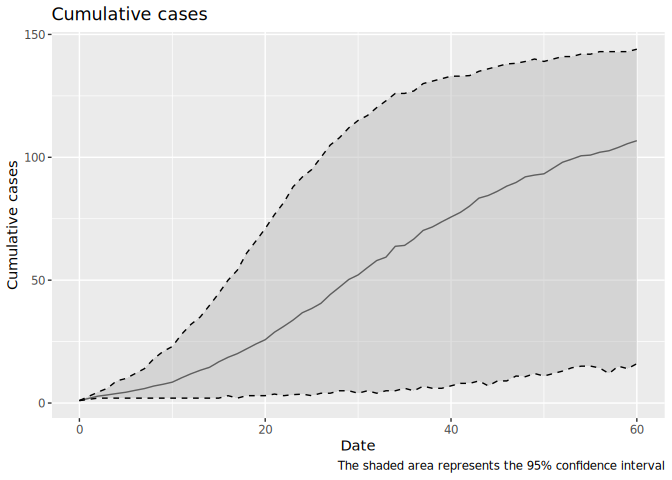 Cumulative cases
150
100
50
0
Cumulative cases
0 20 40 60
Date
The shaded area represents the 95% confidence interval